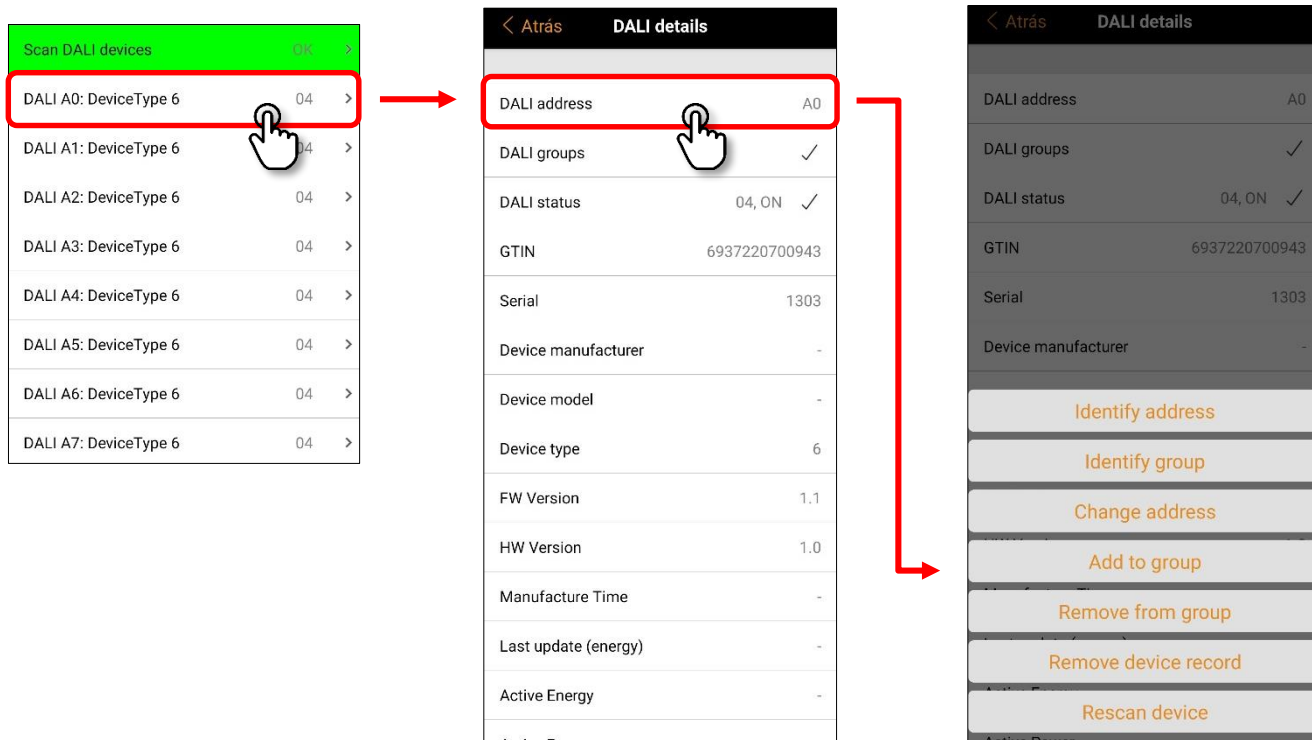 Scan DALI devices OK >
DALI A0: DeviceType 6 04 >
DALI A1: DeviceType 6 04 >
DALI A2: DeviceType 6 04 >
DALI A3: DeviceType 6 04 >
DALI A4: DeviceType 6 04 >
DALI A5: DeviceType 6 04 >
DALI A6: DeviceType 6 04 >
DALI A7: DeviceType 6 04 >
< Atrás DALI details
DALI address A0
DALI groups ✓
DALI status 04, ON ✓
GTIN 6937220700943
Serial 1303
Device manufacturer -
Device model -
Device type 6
FW Version 1.1
HW Version 1.0
Manufacture Time -
Last update (energy) -
Active Energy -
< Atrás DALI details
DALI address A0
DALI groups ✓
DALI status 04, ON ✓
GTIN 6937220700943
Serial 1303
Device manufacturer -
Identify address
Identify group
Change address
Add to group
Remove from group
Remove device record
Rescan device